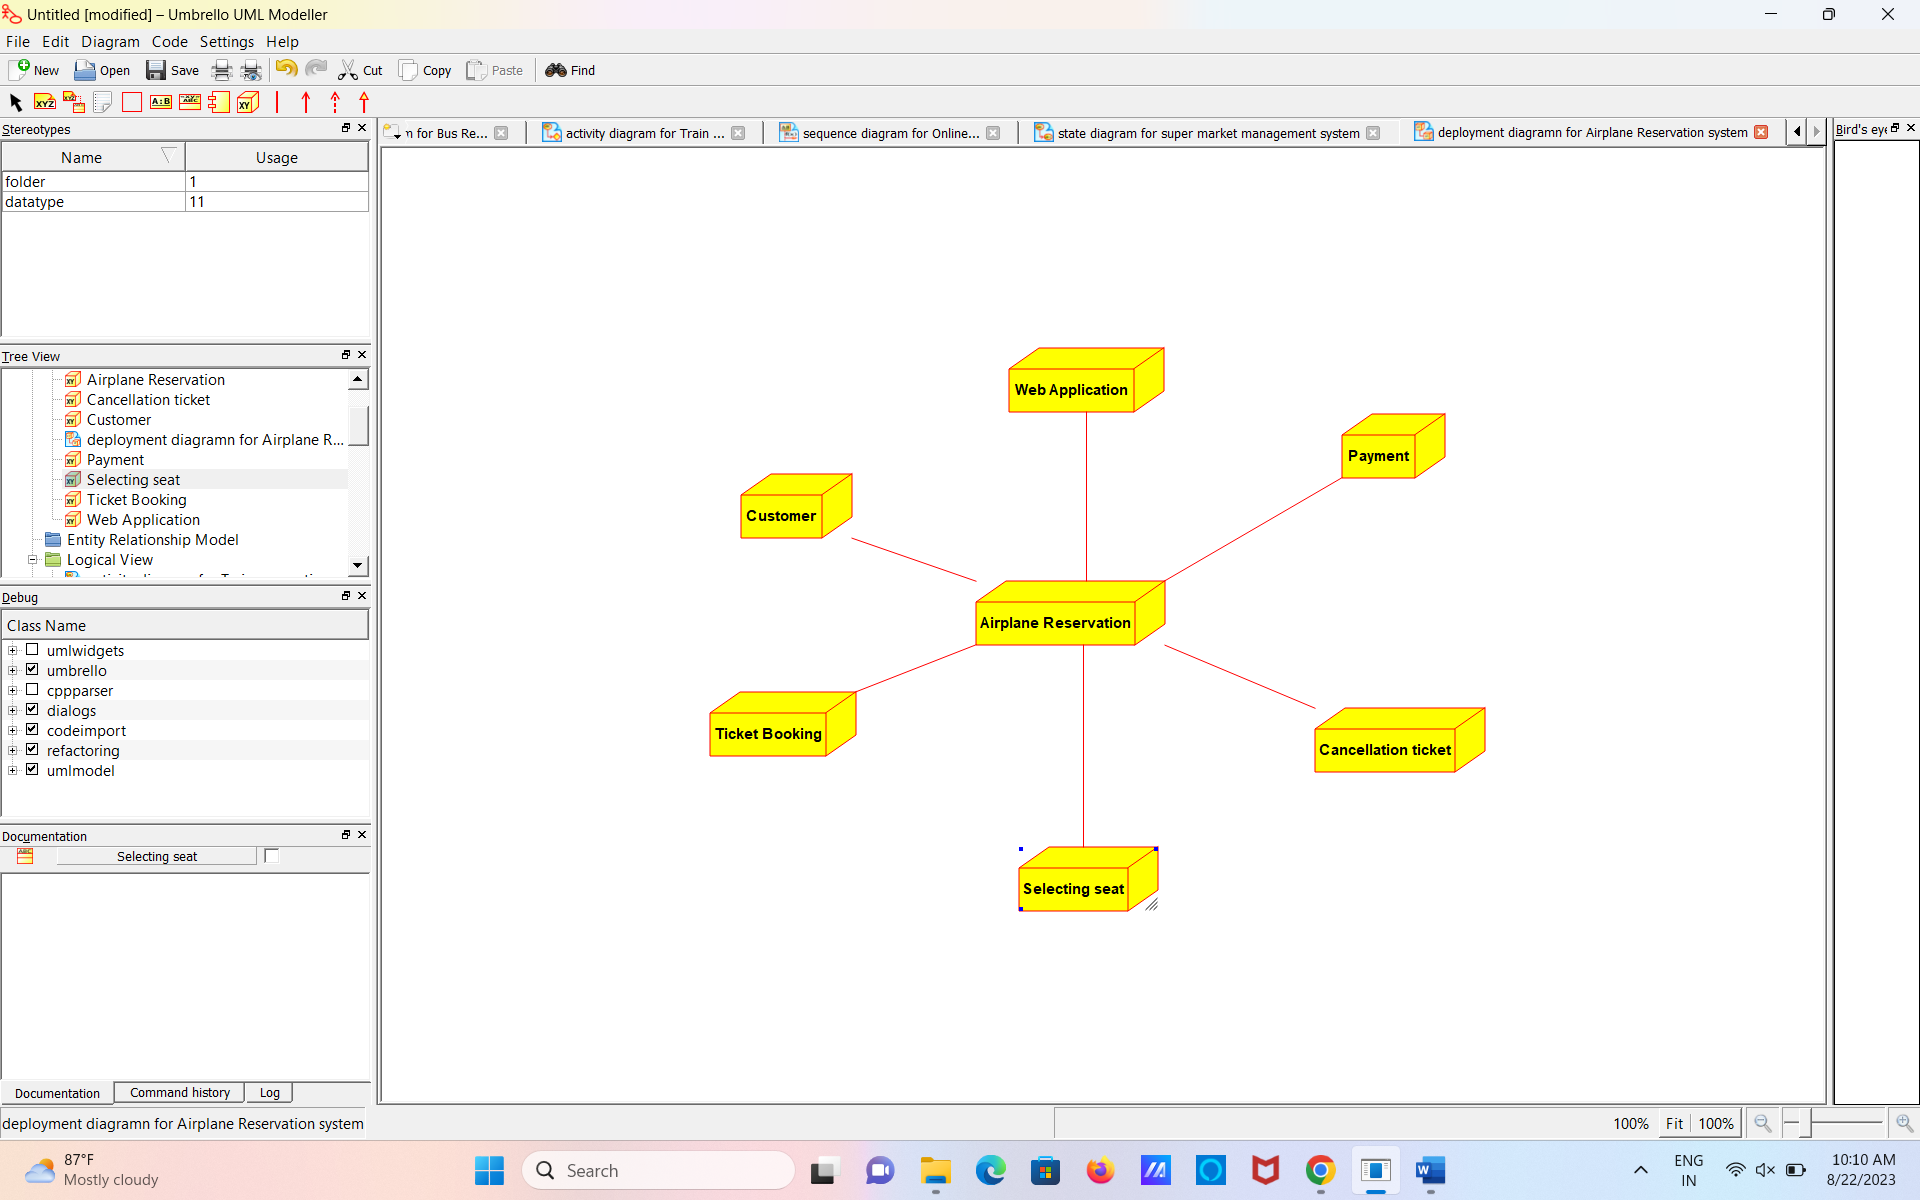 Untitled [modified] – Umbrello UML Modeller
File Edit Diagram Code Settings Help
New Open Save Cut Copy Paste Find
XYZ A:B ABC XY
Stereotypes
Name Usage
folder 1
datatype 11
Tree View
Airplane Reservation
Cancellation ticket
Customer
deployment diagramn for Airplane R...
Payment
Selecting seat
Ticket Booking
Web Application
Entity Relationship Model
Logical View
Debug
Class Name
umlwidgets
umbrello
cppparser
dialogs
codeimport
refactoring
umlmodel
Documentation
Selecting seat
Documentation Command history Log
deployment diagramn for Airplane Reservation system
for Bus Re... activity diagram for Train ... sequence diagram for Online... state diagram for super market management system deployment diagramn for Airplane Reservation system
Bird's eye
Web Application
Payment
Customer
Airplane Reservation
Ticket Booking
Cancellation ticket
Selecting seat
100% Fit 100%
87°F
Mostly cloudy
Search
ENG
IN
10:10 AM
8/22/2023